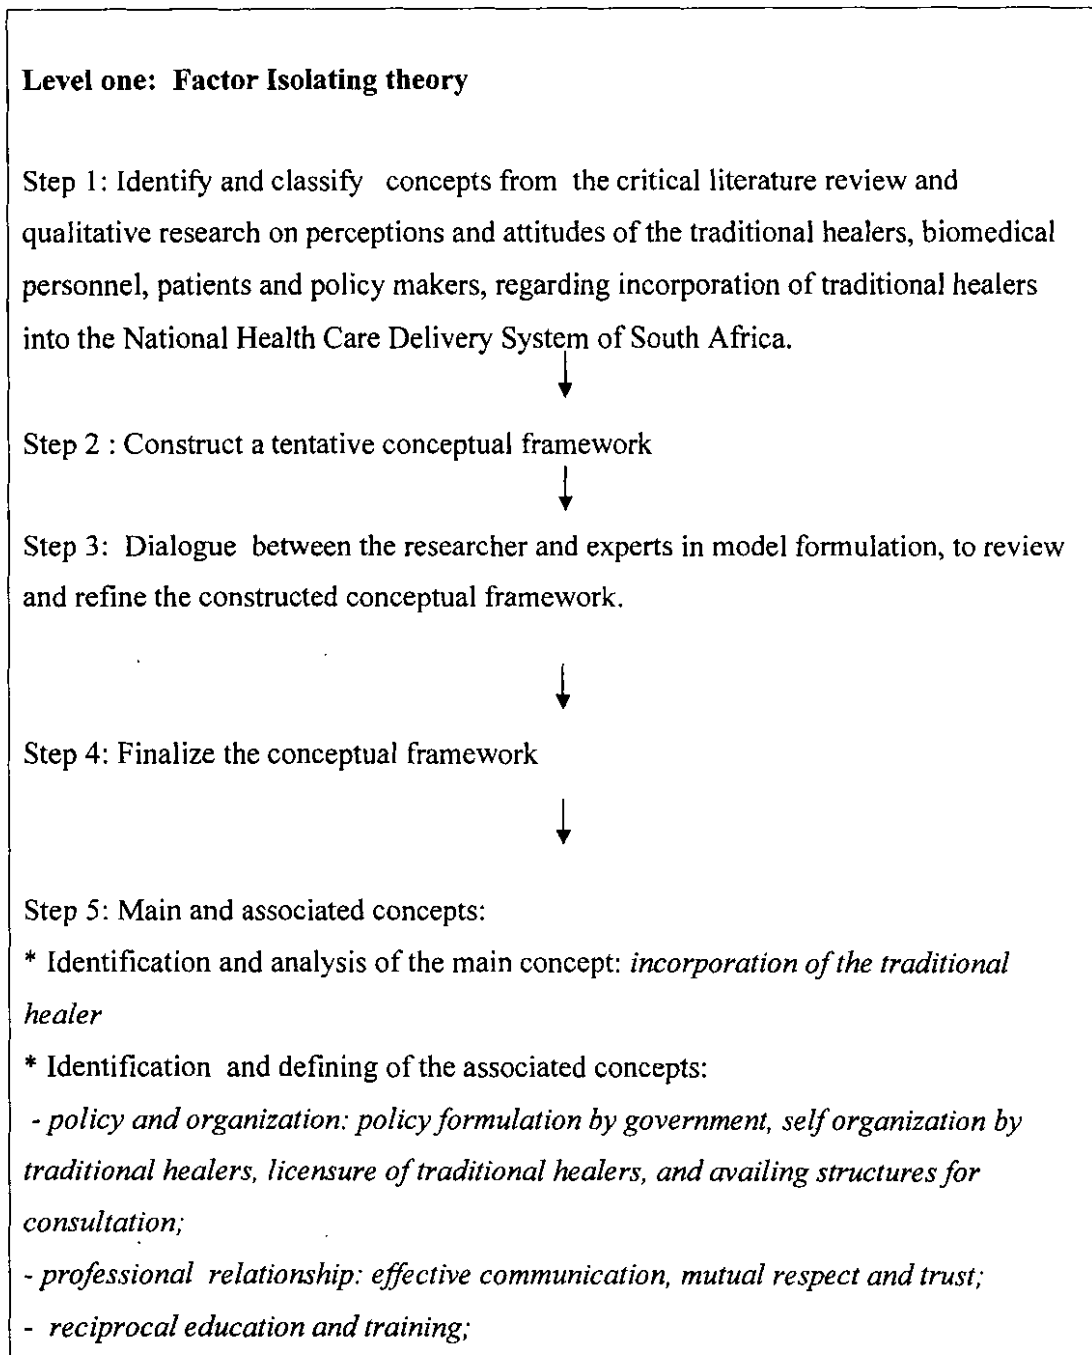 Level one: Factor Isolating theory
Step 1: Identify and classify concepts from the critical literature review and
qualitative research on perceptions and attitudes of the traditional healers, biomedical
personnel, patients and policy makers, regarding incorporation of traditional healers
into the National Health Care Delivery System of South Africa.
Step 2 : Construct a tentative conceptual framework
Step 3: Dialogue between the researcher and experts in model formulation, to review
and refine the constructed conceptual framework.
Step 4: Finalize the conceptual framework
Step 5: Main and associated concepts:
* Identification and analysis of the main concept: incorporation of the traditional
healer
* Identification and defining of the associated concepts:
- policy and organization: policy formulation by government, self organization by
traditional healers, licensure of traditional healers, and availing structures for
consultation;
- professional relationship: effective communication, mutual respect and trust;
- reciprocal education and training;